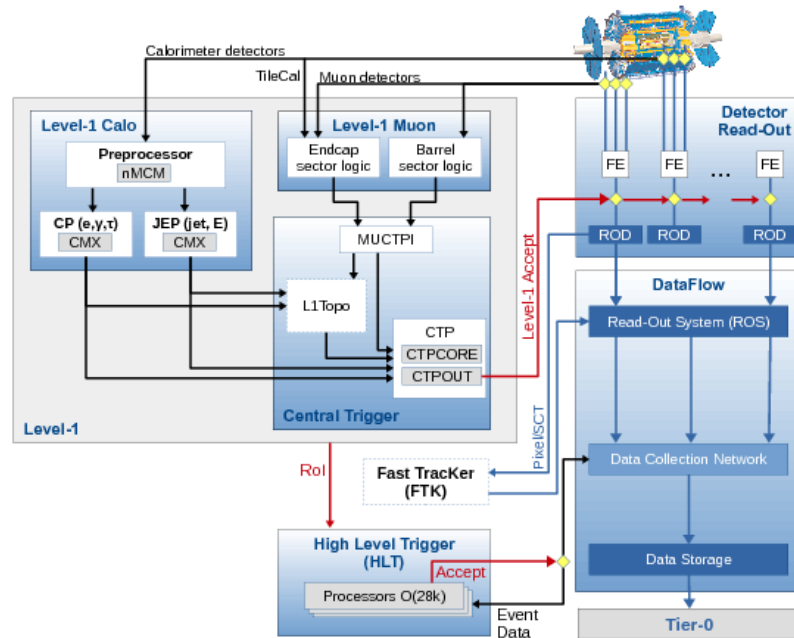 Calorimeter detectors
TileCal
Muon detectors
Detector
Read-Out
Level-1 Calo
Preprocessor
nMCM
CP (e,γ,τ)
CMX
JEP (jet, E)
CMX
Level-1 Muon
Endcap
sector logic
Barrel
sector logic
FE
FE
...
FE
ROD
ROD
ROD
MUCTPI
L1Topo
CTP
CTPCORE
CTPOUT
Central Trigger
Level-1
Level-1 Accept
DataFlow
Read-Out System (ROS)
Pixel/SCT
RoI
Fast TracKer
(FTK)
Data Collection Network
High Level Trigger
(HLT)
Accept
Processors O(28k)
Event
Data
Data Storage
Tier-0